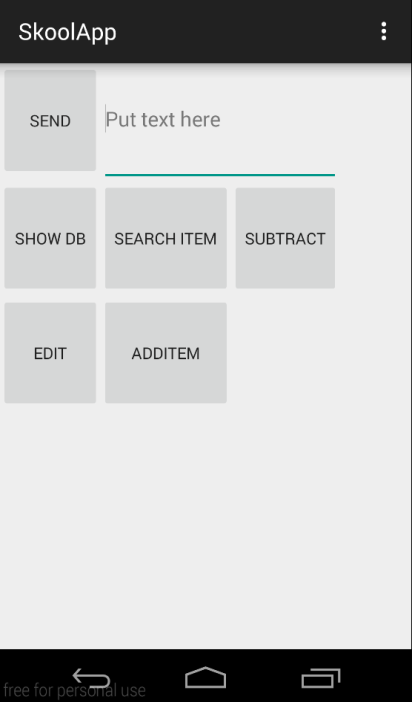 SkoolApp
SEND
Put text here
SHOW DB
SEARCH ITEM
SUBTRACT
EDIT
ADDITEM
free for personal use